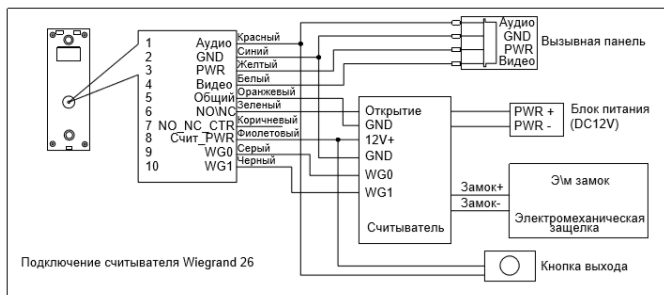 1 Аудио Красный
2 GND Синий
3 PWR Желтый
4 Видео Белый
5 Общий Оранжевый
6 NO\NC Зеленый
7 NO_NC_CTR Коричневый
8 Счит_PWR Фиолетовый
9 WG0 Серый
10 WG1 Черный
Аудио
GND
PWR
Видео
Вызывная панель
Открытие
GND
12V+
GND
WG0
WG1
Считыватель
PWR +
PWR -
Блок питания
(DC12V)
Замок+
Замок-
Э\м замок
Электромеханическая
защелка
Кнопка выхода
Подключение считывателя Wiegrand 26